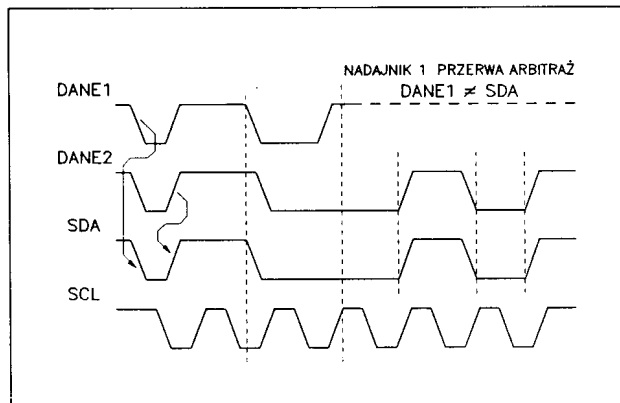 NADAJNIK 1 PRZERWA ARBITRAŻ
DANE1 ≠ SDA
DANE1
DANE2
SDA
SCL